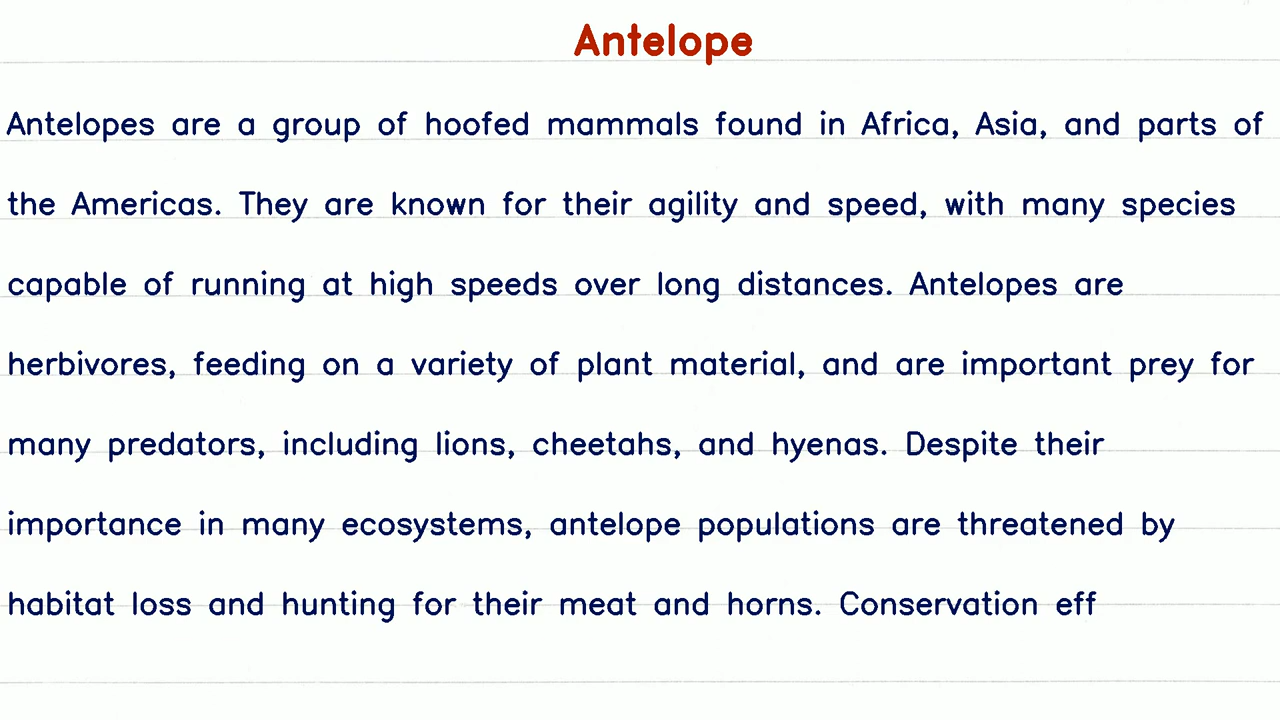 Antelope
Antelopes are a group of hoofed mammals found in Africa, Asia, and parts of
the Americas. They are known for their agility and speed, with many species
capable of running at high speeds over long distances. Antelopes are
herbivores, feeding on a variety of plant material, and are important prey for
many predators, including lions, cheetahs, and hyenas. Despite their
importance in many ecosystems, antelope populations are threatened by
habitat loss and hunting for their meat and horns. Conservation eff